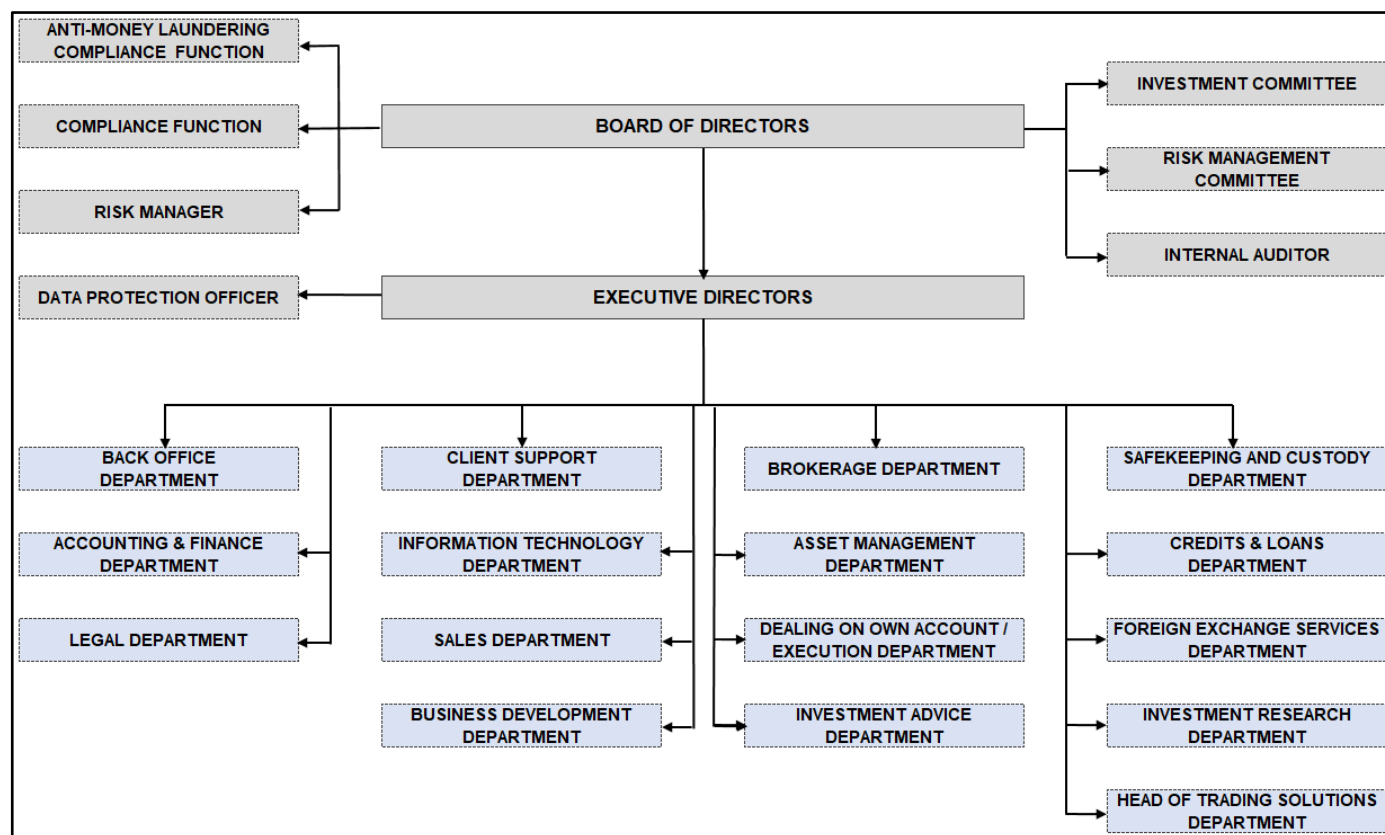 ANTI-MONEY LAUNDERING
COMPLIANCE FUNCTION
INVESTMENT COMMITTEE
COMPLIANCE FUNCTION
BOARD OF DIRECTORS
RISK MANAGEMENT
COMMITTEE
RISK MANAGER
INTERNAL AUDITOR
DATA PROTECTION OFFICER
EXECUTIVE DIRECTORS
BACK OFFICE
DEPARTMENT
CLIENT SUPPORT
DEPARTMENT
BROKERAGE DEPARTMENT
SAFEKEEPING AND CUSTODY
DEPARTMENT
ACCOUNTING & FINANCE
DEPARTMENT
INFORMATION TECHNOLOGY
DEPARTMENT
ASSET MANAGEMENT
DEPARTMENT
CREDITS & LOANS
DEPARTMENT
LEGAL DEPARTMENT
SALES DEPARTMENT
DEALING ON OWN ACCOUNT /
EXECUTION DEPARTMENT
FOREIGN EXCHANGE SERVICES
DEPARTMENT
BUSINESS DEVELOPMENT
DEPARTMENT
INVESTMENT ADVICE
DEPARTMENT
INVESTMENT RESEARCH
DEPARTMENT
HEAD OF TRADING SOLUTIONS
DEPARTMENT